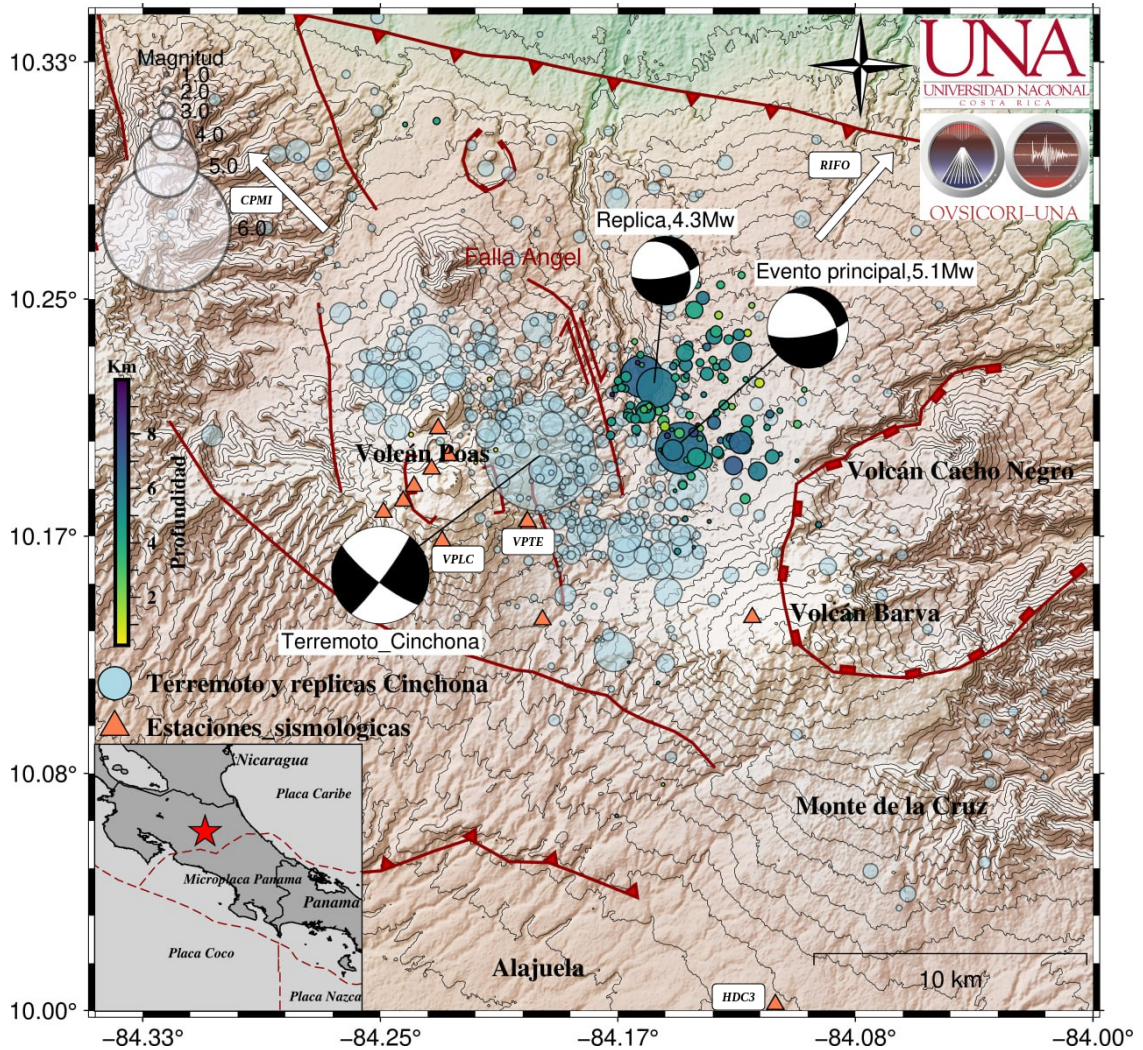 10.33°
10.25°
10.17°
10.08°
10.00°
Magnitud
1.0
2.0
3.0
4.0
5.0
6.0
CPMI
RIFO
UNA
UNIVERSIDAD NACIONAL
COSTA RICA
OVSICORI–UNA
Replica,4.3Mw
Falla Angel
Evento principal,5.1Mw
Km
8
6
4
2
Profundidad
Volcán Poas
Volcán Cacho Negro
VPTE
VPLC
Volcán Barva
Terremoto_Cinchona
Terremoto y replicas Cinchona
Estaciones_sismologicas
Nicaragua
Placa Caribe
Microplaca Panama
Panama
Placa Coco
Placa Nazca
Monte de la Cruz
Alajuela
10 km
HDC3
−84.33°
−84.25°
−84.17°
−84.08°
−84.00°